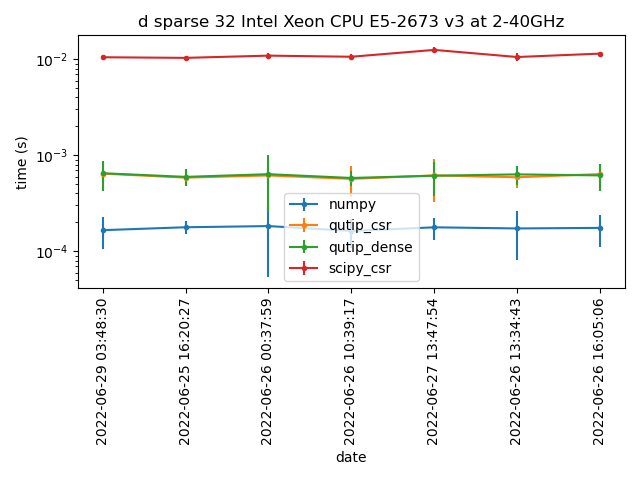 d sparse 32 Intel Xeon CPU E5-2673 v3 at 2-40GHz
time (s)
10⁻²
10⁻³
10⁻⁴
numpy
qutip_csr
qutip_dense
scipy_csr
2022-06-29 03:48:30
2022-06-25 16:20:27
2022-06-26 00:37:59
2022-06-26 10:39:17
2022-06-27 13:47:54
2022-06-26 13:34:43
2022-06-26 16:05:06
date